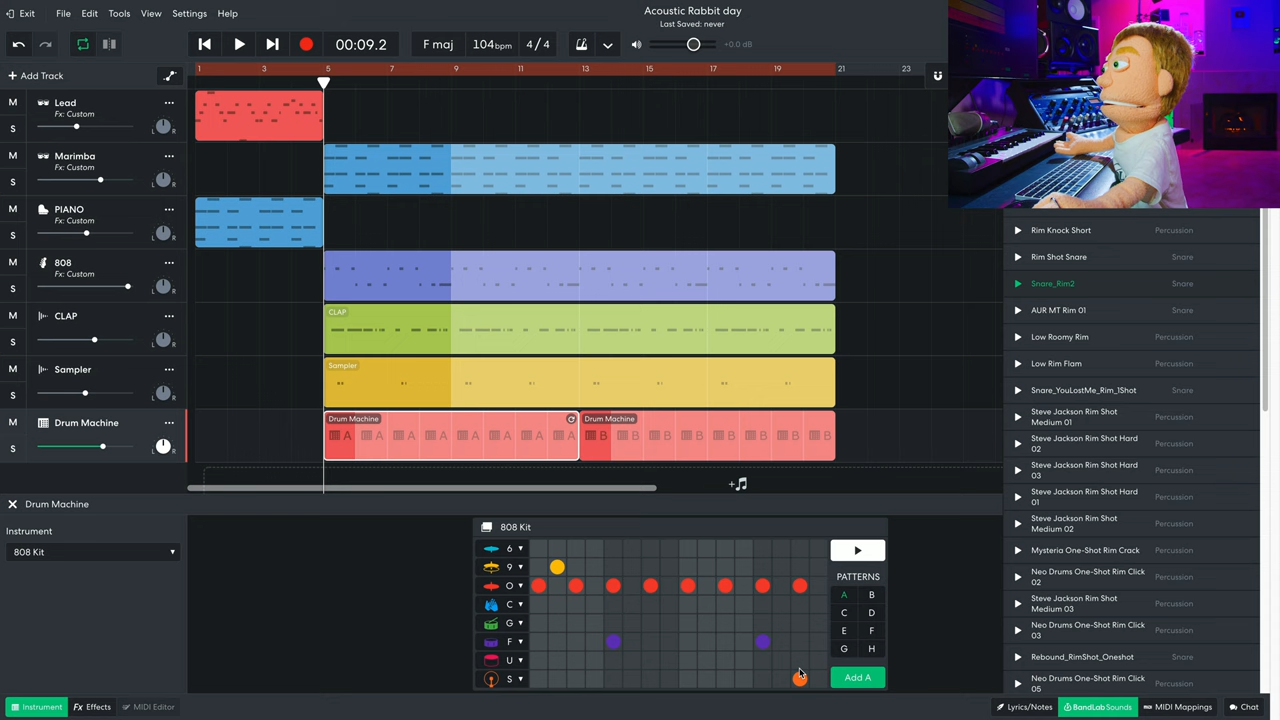 Exit File Edit Tools View Settings Help
Acoustic Rabbit day
Last Saved: never
00:09.2 F maj 104bpm 4 / 4 +0.0 dB
Add Track
1 3 5 7 9 11 13 15 17 19 21 23
M Lead
Fx: Custom
S L R
M Marimba
Fx: Custom
S L R
M PIANO
Fx: Custom
S L R
M 808
Fx: Custom
S L R
M CLAP
S L R
CLAP
M Sampler
S L R
Sampler
M Drum Machine
S L R
Drum Machine Drum Machine
A A A A A A A A B B B B B B B B
Rim Knock Short Percussion
Rim Shot Snare Snare
Snare_Rim2 Snare
AUR MT Rim 01 Snare
Low Roomy Rim Percussion
Low Rim Flam Percussion
Snare_YouLostMe_Rim_1Shot Snare
Steve Jackson Rim Shot
Medium 01 Percussion
Steve Jackson Rim Shot Hard
02 Percussion
Steve Jackson Rim Shot Hard
03 Percussion
Steve Jackson Rim Shot Hard
01 Percussion
Steve Jackson Rim Shot
Medium 02 Percussion
Mysteria One-Shot Rim Crack Percussion
Neo Drums One-Shot Rim Click
02 Percussion
Steve Jackson Rim Shot
Medium 03 Percussion
Neo Drums One-Shot Rim Click
03 Percussion
Rebound_RimShot_Oneshot Snare
Neo Drums One-Shot Rim Click
05 Percussion
Drum Machine
Instrument
808 Kit
808 Kit
6
9
O
C
G
F
U
S
PATTERNS
A B
C D
E F
G H
Add A
Instrument Fx Effects MIDI Editor
Lyrics/Notes BandLab Sounds MIDI Mappings Chat